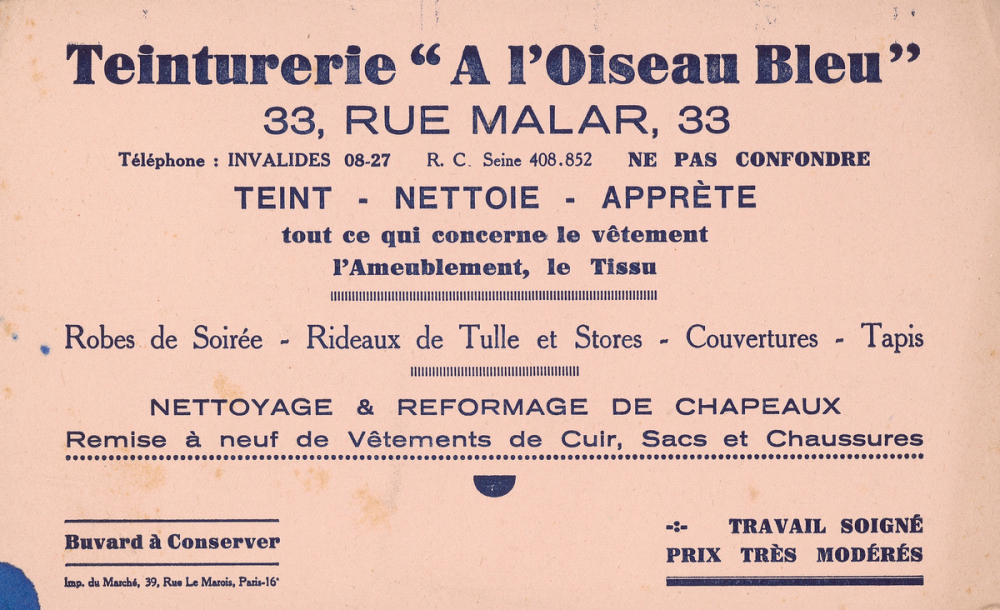 Teinturerie “A l’Oiseau Bleu”
33, RUE MALAR, 33
Téléphone : INVALIDES 08-27 R. C. Seine 408.852 NE PAS CONFONDRE
TEINT - NETTOIE - APPRÈTE
tout ce qui concerne le vêtement
l’Ameublement, le Tissu
Robes de Soirée - Rideaux de Tulle et Stores - Couvertures - Tapis
NETTOYAGE & REFORMAGE DE CHAPEAUX
Remise à neuf de Vêtements de Cuir, Sacs et Chaussures
Buvard à Conserver
Imp. du Marché, 39, Rue Le Marois, Paris-16e
-:- TRAVAIL SOIGNÉ
PRIX TRÈS MODÉRÉS